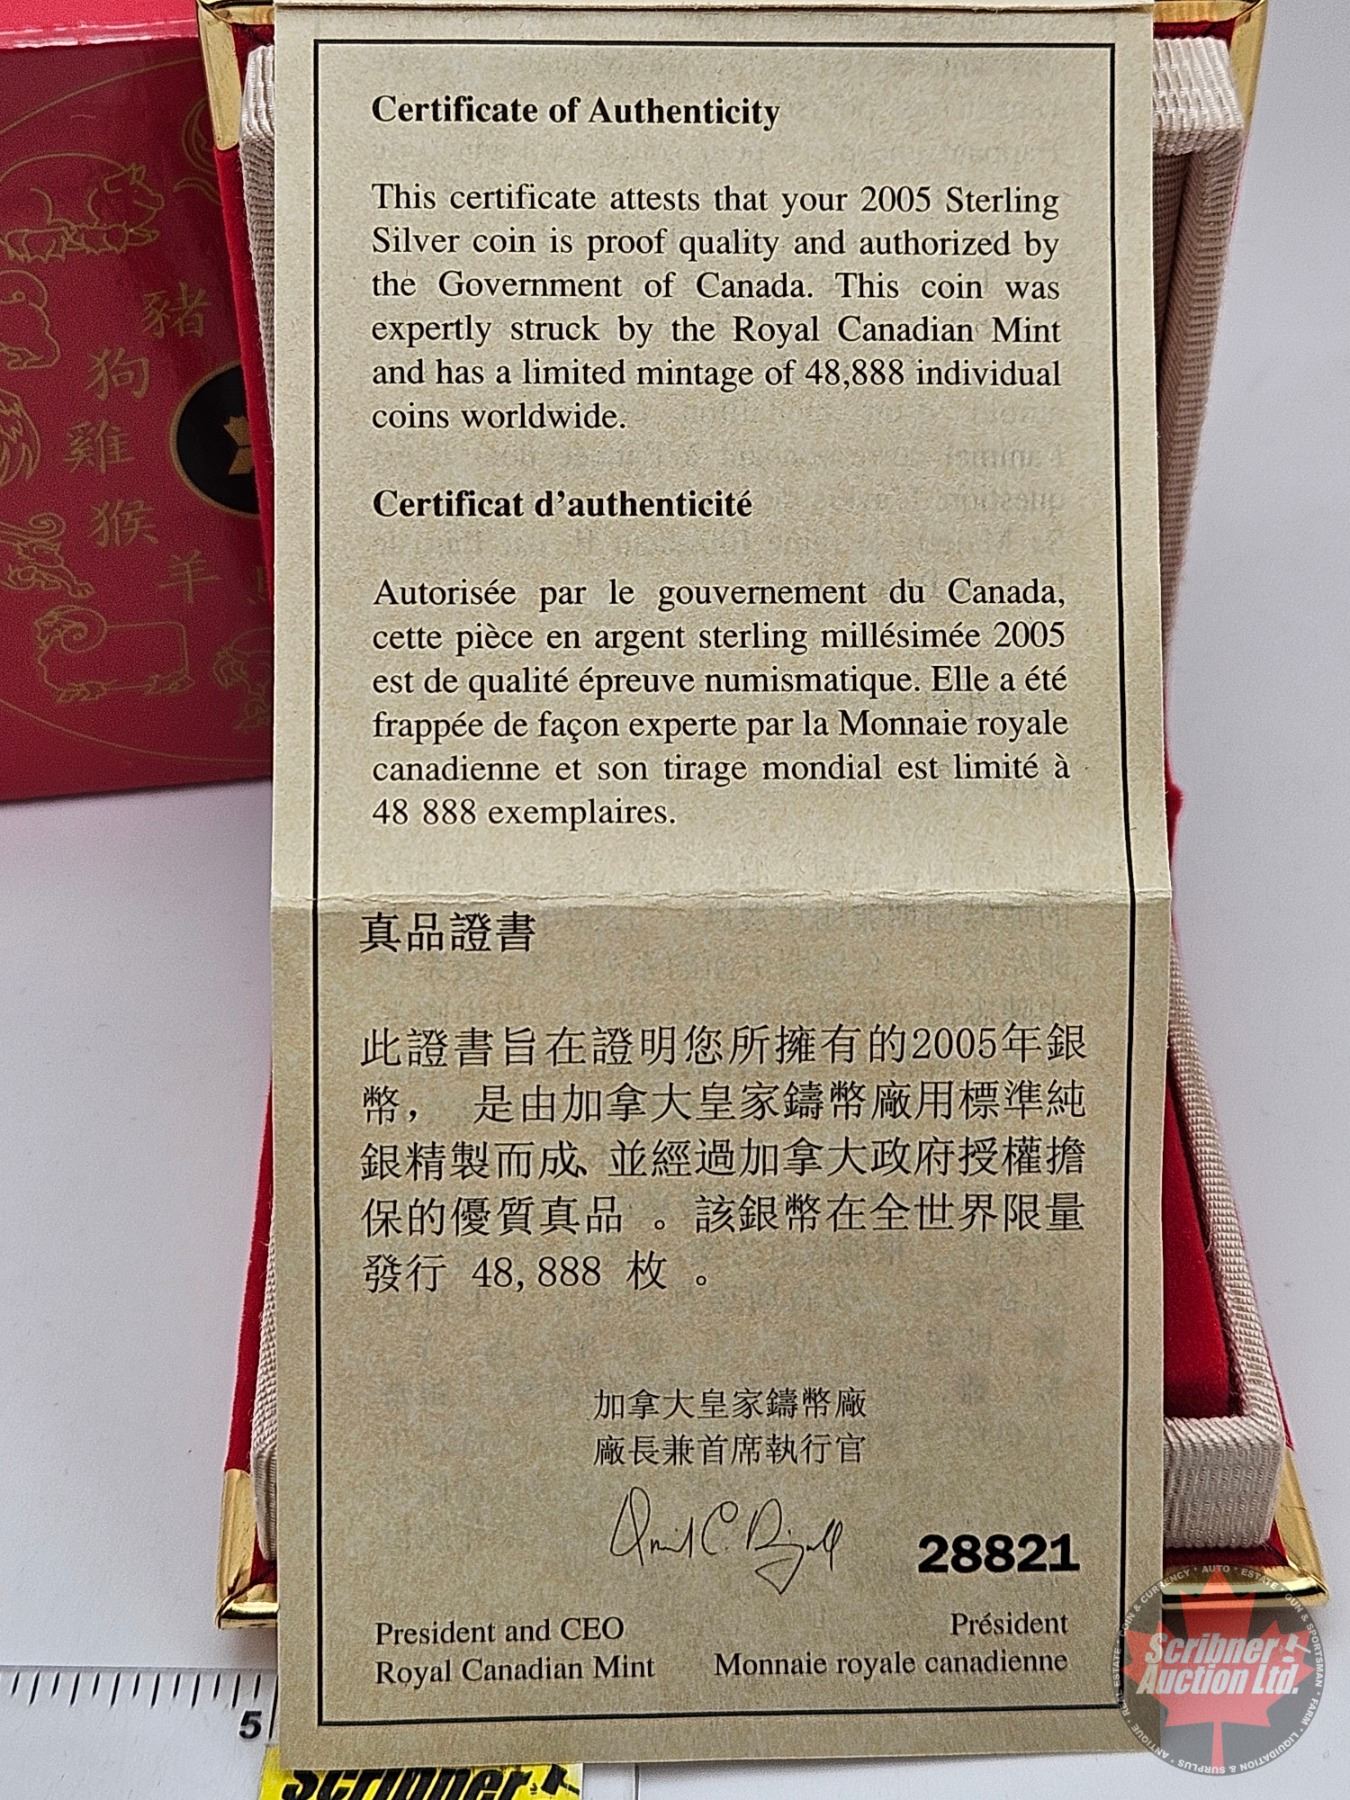 Certificate of Authenticity
This certificate attests that your 2005 Sterling
Silver coin is proof quality and authorized by
the Government of Canada. This coin was
expertly struck by the Royal Canadian Mint
and has a limited mintage of 48,888 individual
coins worldwide.
Certificat d'authenticité
Autorisée par le gouvernement du Canada,
cette pièce en argent sterling millésimée 2005
est de qualité épreuve numismatique. Elle a été
frappée de façon experte par la Monnaie royale
canadienne et son tirage mondial est limité à
48 888 exemplaires.
真品證書
此證書旨在證明您所擁有的2005年銀
幣， 是由加拿大皇家鑄幣廠用標準純
銀精製而成、並經過加拿大政府授權擔
保的優質真品 。該銀幣在全世界限量
發行 48,888 枚 。
加拿大皇家鑄幣廠
廠長兼首席執行官
28821
President and CEO
Royal Canadian Mint
Président
Monnaie royale canadienne
豬
狗
雞
猴
羊
5
Scribner
Scribner
Auction Ltd.